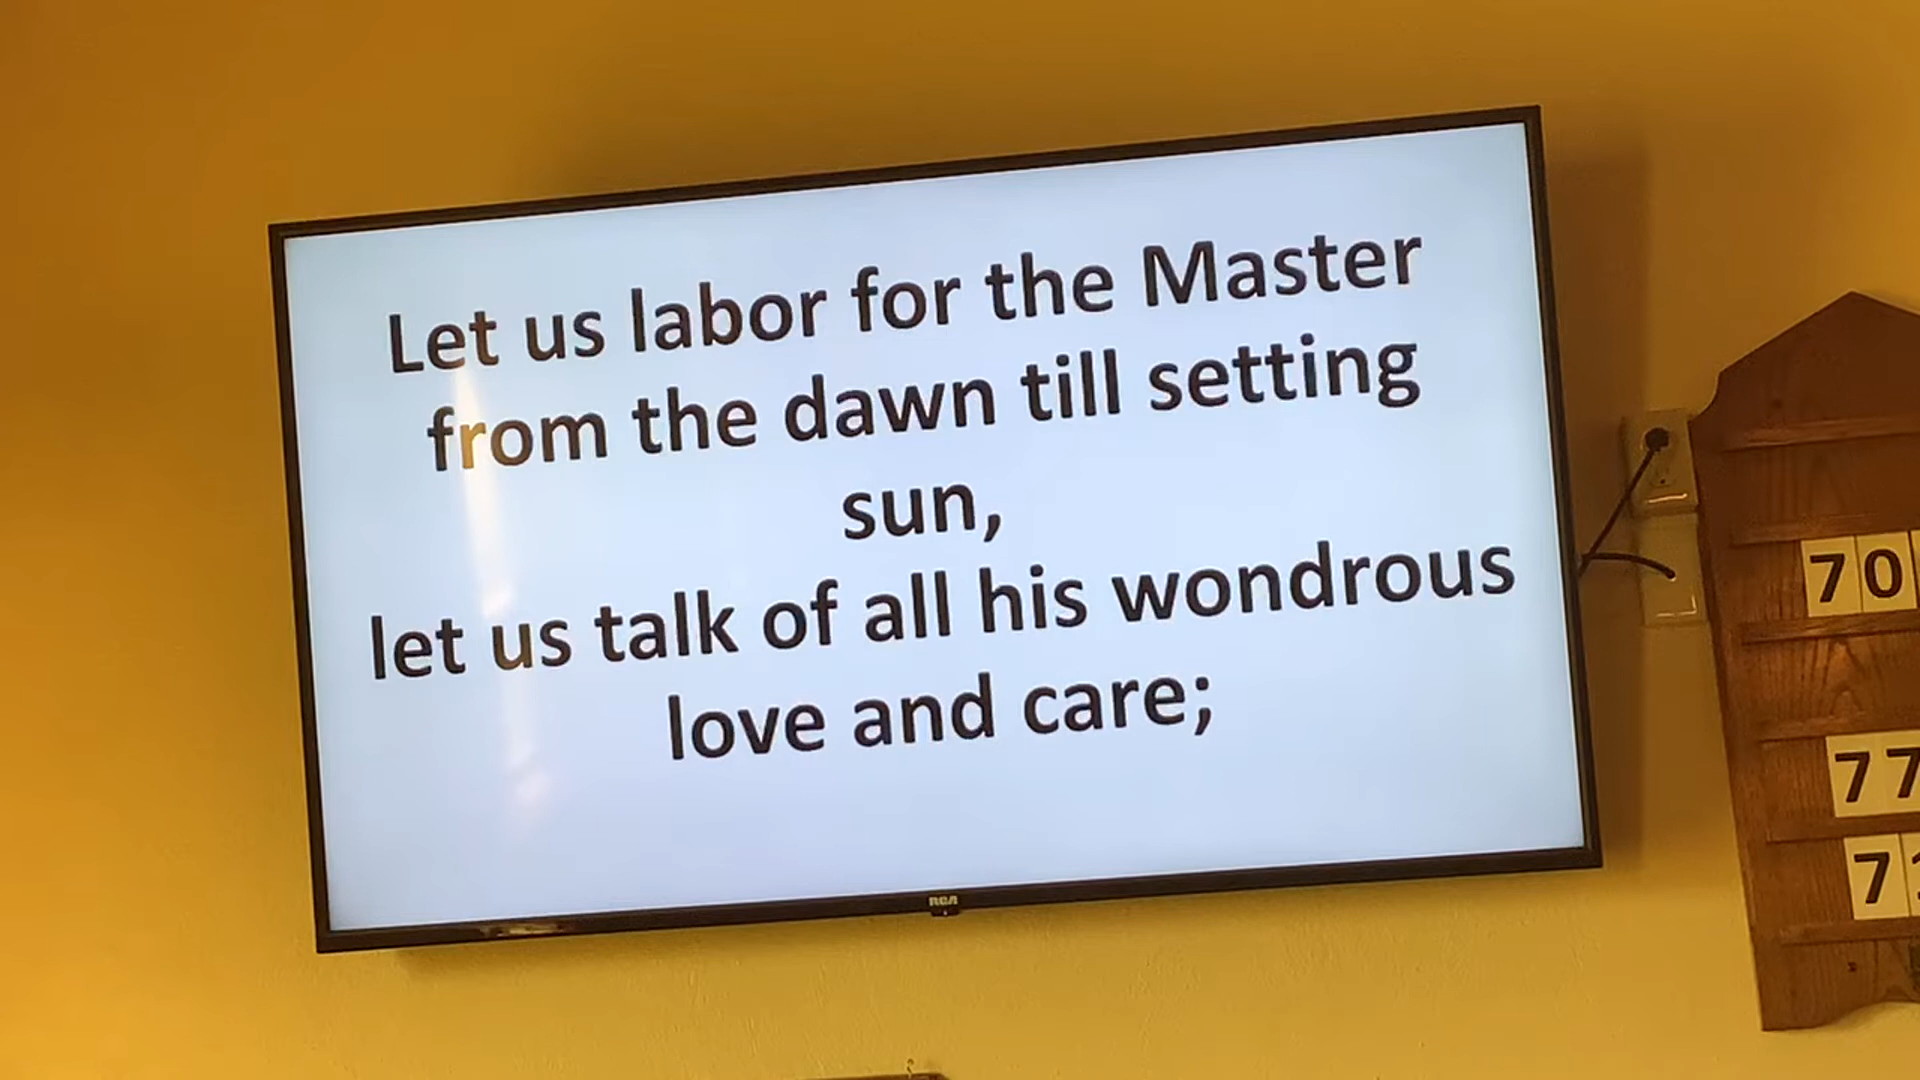 Let us labor for the Master
from the dawn till setting
sun,
let us talk of all his wondrous
love and care;
RCA
70
77
7